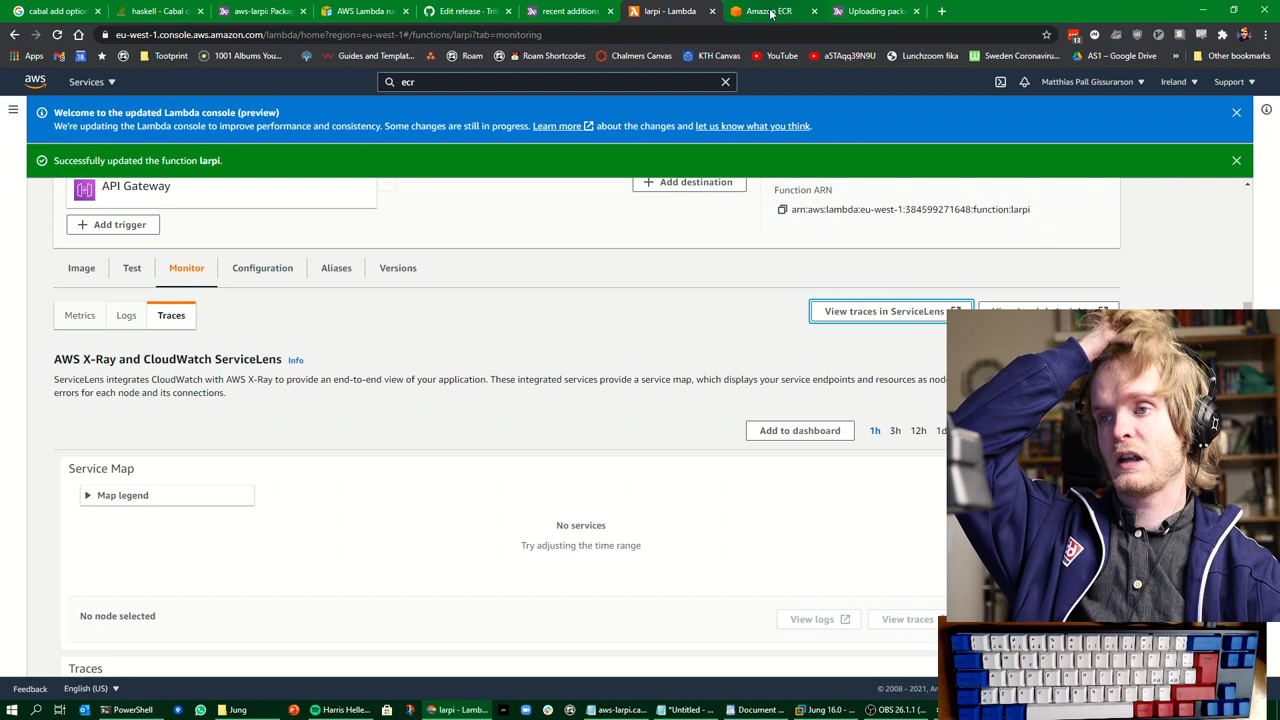 cabal add optional
haskell - Cabal co
aws-larpi Package
AWS Lambda run
Edit release · Trit
recent additions
larpi - Lambda
Amazon ECR
Uploading pack
eu-west-1.console.aws.amazon.com/lambda/home?region=eu-west-1#/functions/larpi?tab=monitoring
Apps
Totprint
1001 Albums You...
Guides and Templat...
Roam
Roam Shortcodes
Chalmers Canvas
KTH Canvas
YouTube
a5TAqq39N9U
Lunchzoom fika
Sweden Coronaviru...
AS1 – Google Drive
Other bookmarks
aws
Services
ecr
Matthias Pall Gissurarson
Ireland
Support
Welcome to the updated Lambda console (preview)
We're updating the Lambda console to improve performance and consistency. Some changes are still in progress. Learn more about the changes and let us know what you think.
Successfully updated the function larpi.
API Gateway
+ Add destination
Function ARN
arn:aws:lambda:eu-west-1:384599271648:function:larpi
+ Add trigger
Image
Test
Monitor
Configuration
Aliases
Versions
Metrics
Logs
Traces
View traces in ServiceLens
AWS X-Ray and CloudWatch ServiceLens
Info
ServiceLens integrates CloudWatch with AWS X-Ray to provide an end-to-end view of your application. These integrated services provide a service map, which displays your service endpoints and resources as node
errors for each node and its connections.
Add to dashboard
1h
3h
12h
1d
Service Map
Map legend
No services
Try adjusting the time range
No node selected
View logs
View traces
Traces
Feedback
English (US)
© 2008 - 2021, Am
PowerShell
Jung
Harris Helle...
larpi - Lamb...
aws-larpi.ca...
*Untitled - ...
Document ...
Jung 16.0 - ...
OBS 26.1.1 (...